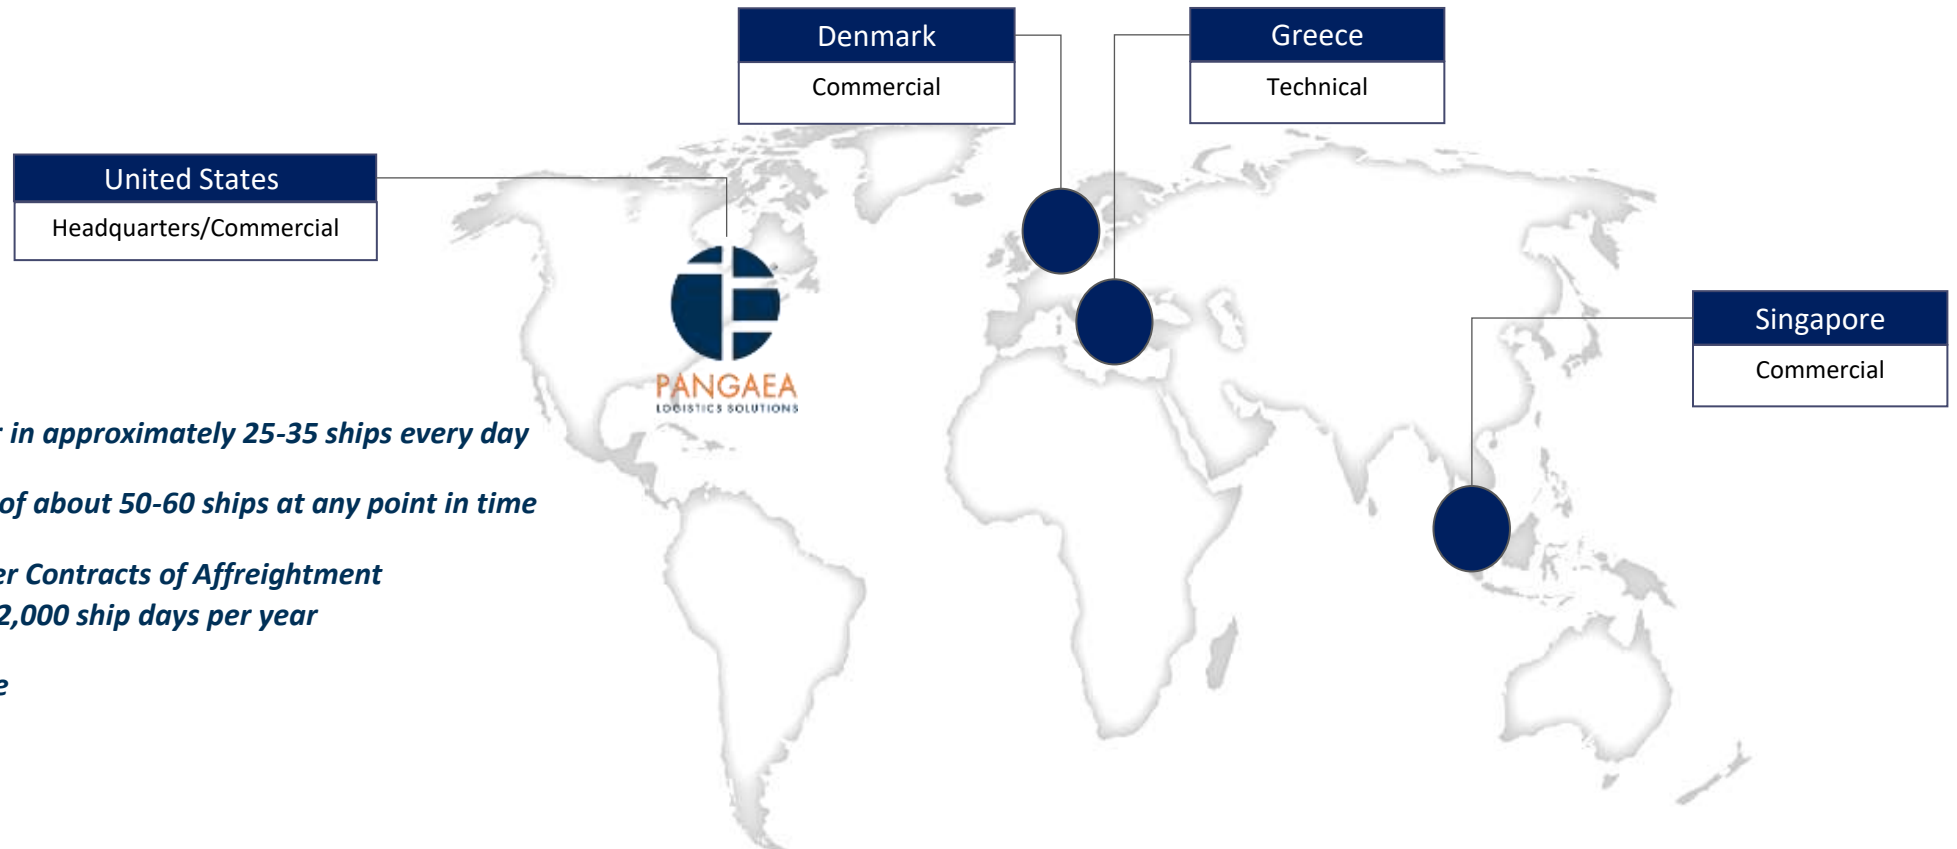 Denmark
Commercial
Greece
Technical
United States
Headquarters/Commercial
Singapore
Commercial
PANGAEA
LOGISTICS SOLUTIONS
r in approximately 25-35 ships every day
of about 50-60 ships at any point in time
er Contracts of Affreightment
2,000 ship days per year
e